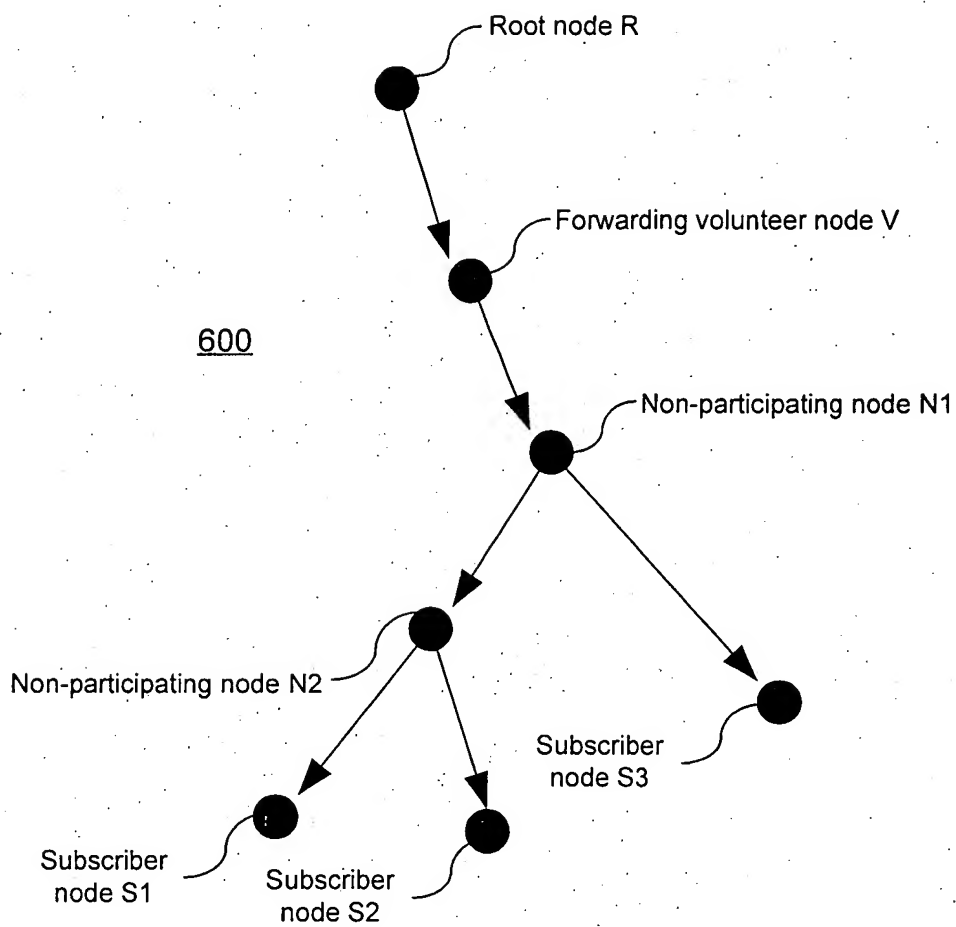 Root node R
Forwarding volunteer node V
600
Non-participating node N1
Non-participating node N2
Subscriber
node S3
Subscriber
node S1
Subscriber
node S2